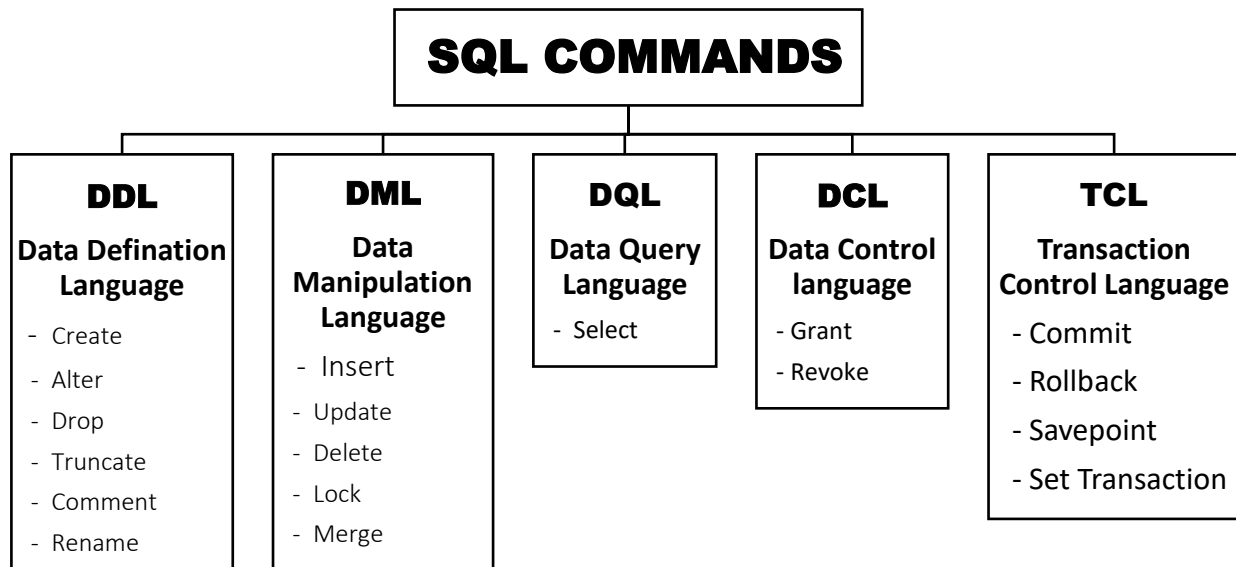 SQL COMMANDS
DDL
Data Defination
Language
- Create
- Alter
- Drop
- Truncate
- Comment
- Rename
DML
Data
Manipulation
Language
- Insert
- Update
- Delete
- Lock
- Merge
DQL
Data Query
Language
- Select
DCL
Data Control
language
- Grant
- Revoke
TCL
Transaction
Control Language
- Commit
- Rollback
- Savepoint
- Set Transaction